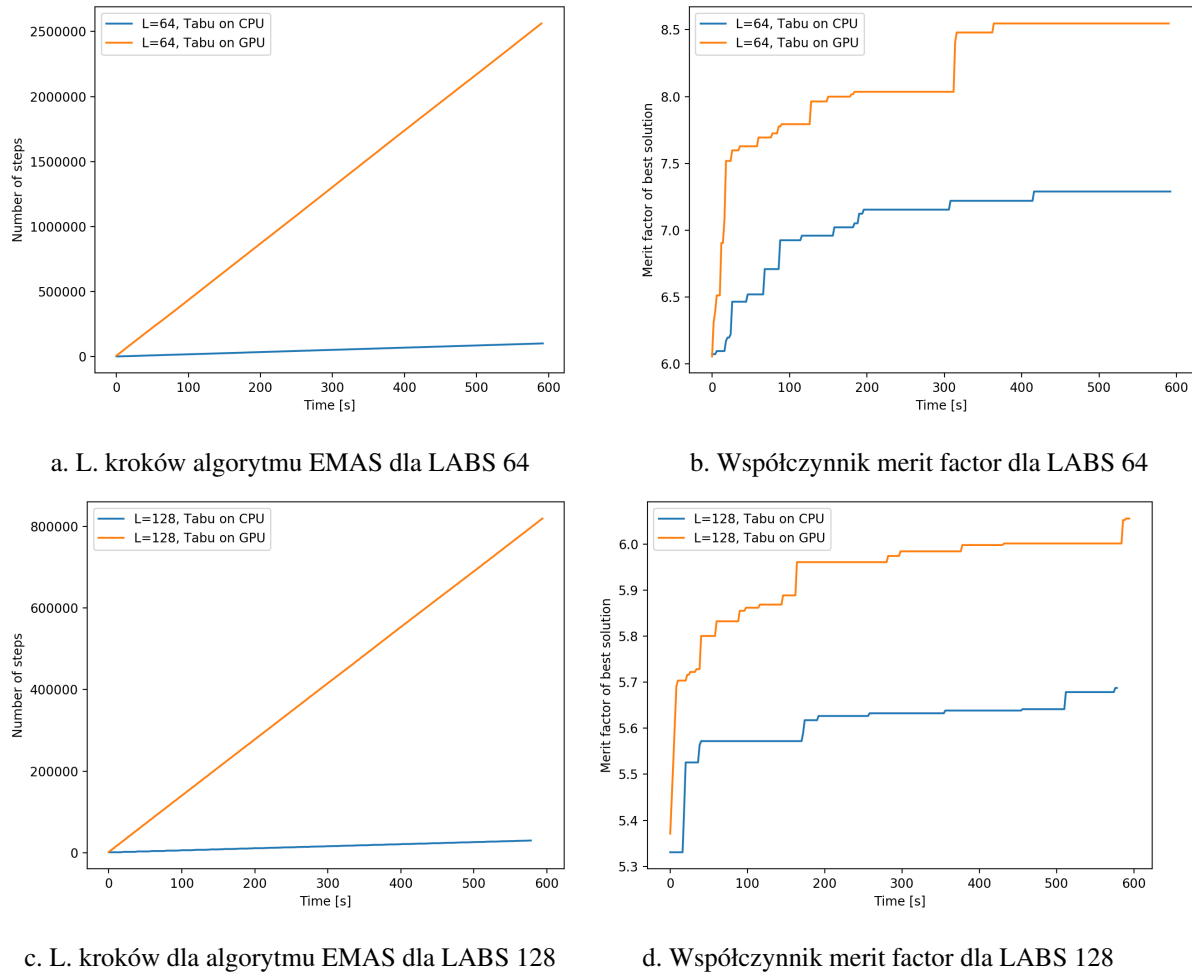 L=64, Tabu on CPU
L=64, Tabu on GPU
2500000
2000000
1500000
1000000
500000
0
Number of steps
0 100 200 300 400 500 600
Time [s]
L=64, Tabu on CPU
L=64, Tabu on GPU
8.5
8.0
7.5
7.0
6.5
6.0
Merit factor of best solution
0 100 200 300 400 500 600
Time [s]
a. L. kroków algorytmu EMAS dla LABS 64
b. Współczynnik merit factor dla LABS 64
L=128, Tabu on CPU
L=128, Tabu on GPU
800000
600000
400000
200000
0
Number of steps
0 100 200 300 400 500 600
Time [s]
L=128, Tabu on CPU
L=128, Tabu on GPU
6.0
5.9
5.8
5.7
5.6
5.5
5.4
5.3
Merit factor of best solution
0 100 200 300 400 500 600
Time [s]
c. L. kroków dla algorytmu EMAS dla LABS 128
d. Współczynnik merit factor dla LABS 128